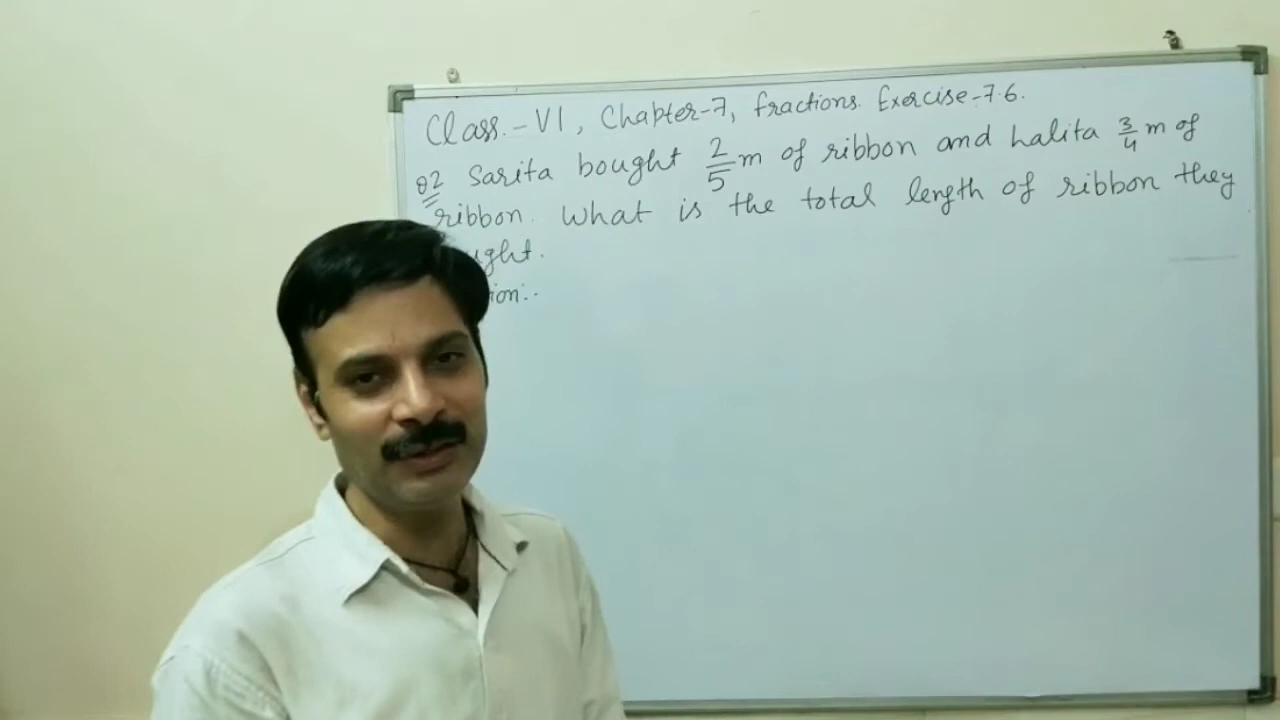 Class.-VI, Chapter-7, fractions. Exercise-7.6.
Q2 Sarita bought 2/5 m of ribbon and Lalita 3/4 m of
ribbon. What is the total length of ribbon they
ught.
ion:-